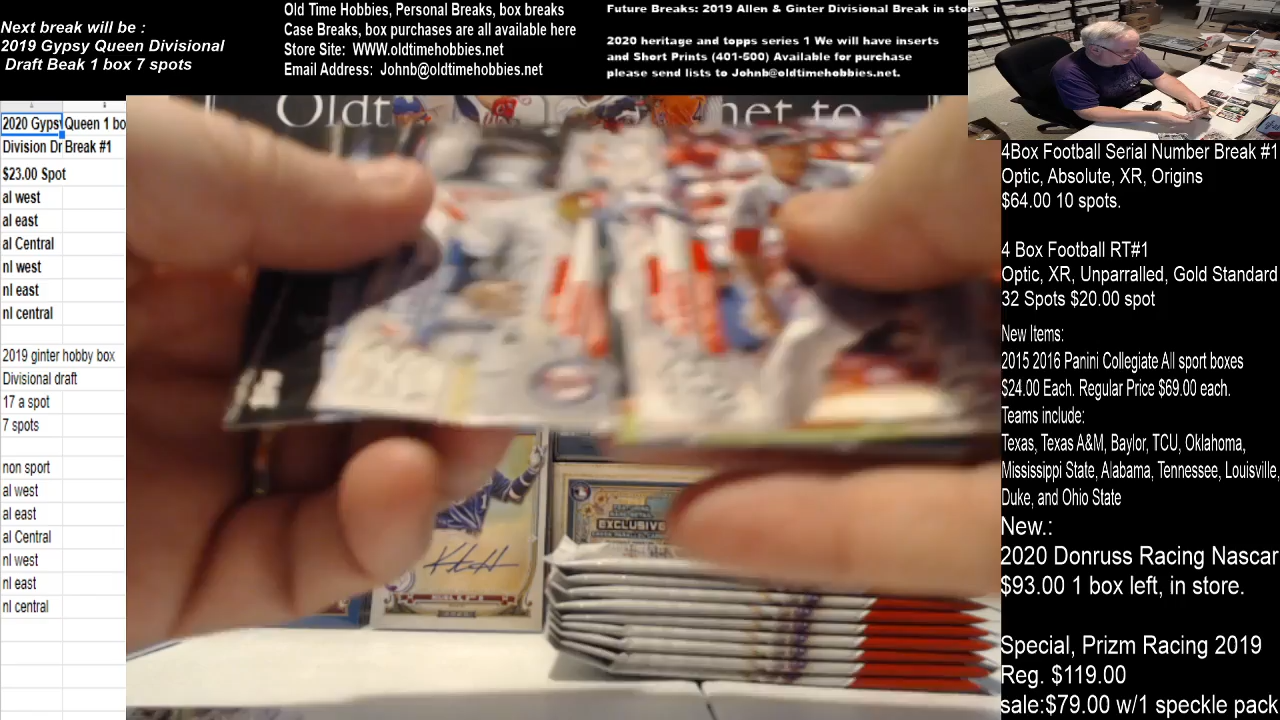 Next break will be :
2019 Gypsy Queen Divisional
Draft Beak 1 box 7 spots
Old Time Hobbies, Personal Breaks, box breaks
Case Breaks, box purchases are all available here
Store Site: WWW.oldtimehobbies.net
Email Address: Johnb@oldtimehobbies.net
Future Breaks: 2019 Allen & Ginter Divisional Break in store
2020 heritage and topps series 1 We will have inserts
and Short Prints (401-500) Available for purchase
please send lists to Johnb@oldtimehobbies.net.
2020 Gyps Queen 1 bo
Division Dr Break #1
$23.00 Spot
al west
al east
al Central
nl west
nl east
nl central
2019 ginter hobby box
Divisional draft
17 a spot
7 spots
non sport
al west
al east
al Central
nl west
nl east
nl central
Oldt net to
EXCLUSIVE
4Box Football Serial Number Break #1
Optic, Absolute, XR, Origins
$64.00 10 spots.
4 Box Football RT#1
Optic, XR, Unparralled, Gold Standard
32 Spots $20.00 spot
New Items:
2015 2016 Panini Collegiate All sport boxes
$24.00 Each. Regular Price $69.00 each.
Teams include:
Texas, Texas A&M, Baylor, TCU, Oklahoma,
Mississippi State, Alabama, Tennessee, Louisville,
Duke, and Ohio State
New.:
2020 Donruss Racing Nascar
$93.00 1 box left, in store.
Special, Prizm Racing 2019
Reg. $119.00
sale:$79.00 w/1 speckle pack